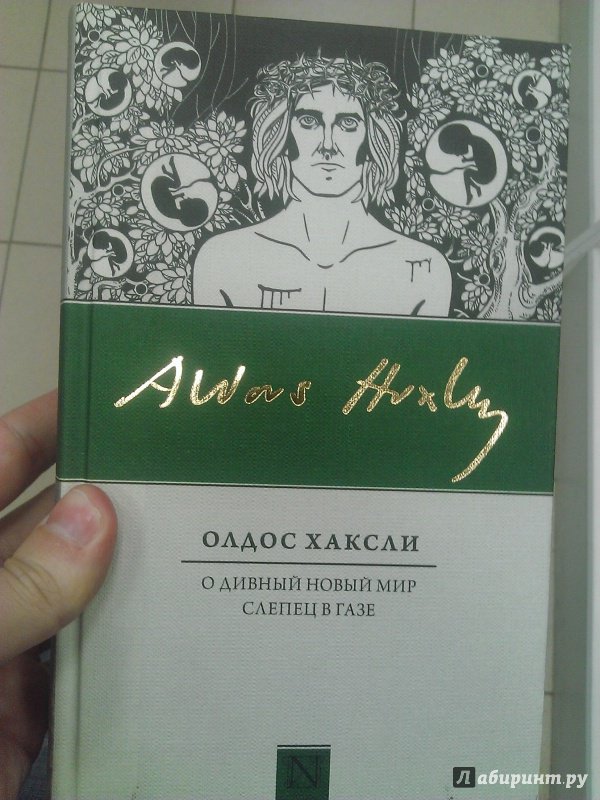 Aldous Huxley
ОЛДОС ХАКСЛИ
О ДИВНЫЙ НОВЫЙ МИР
СЛЕПЕЦ В ГАЗЕ
N
лабиринт.ру